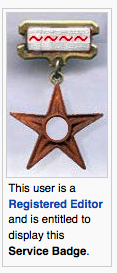 This user is a
Registered Editor
and is entitled to
display this
Service Badge.